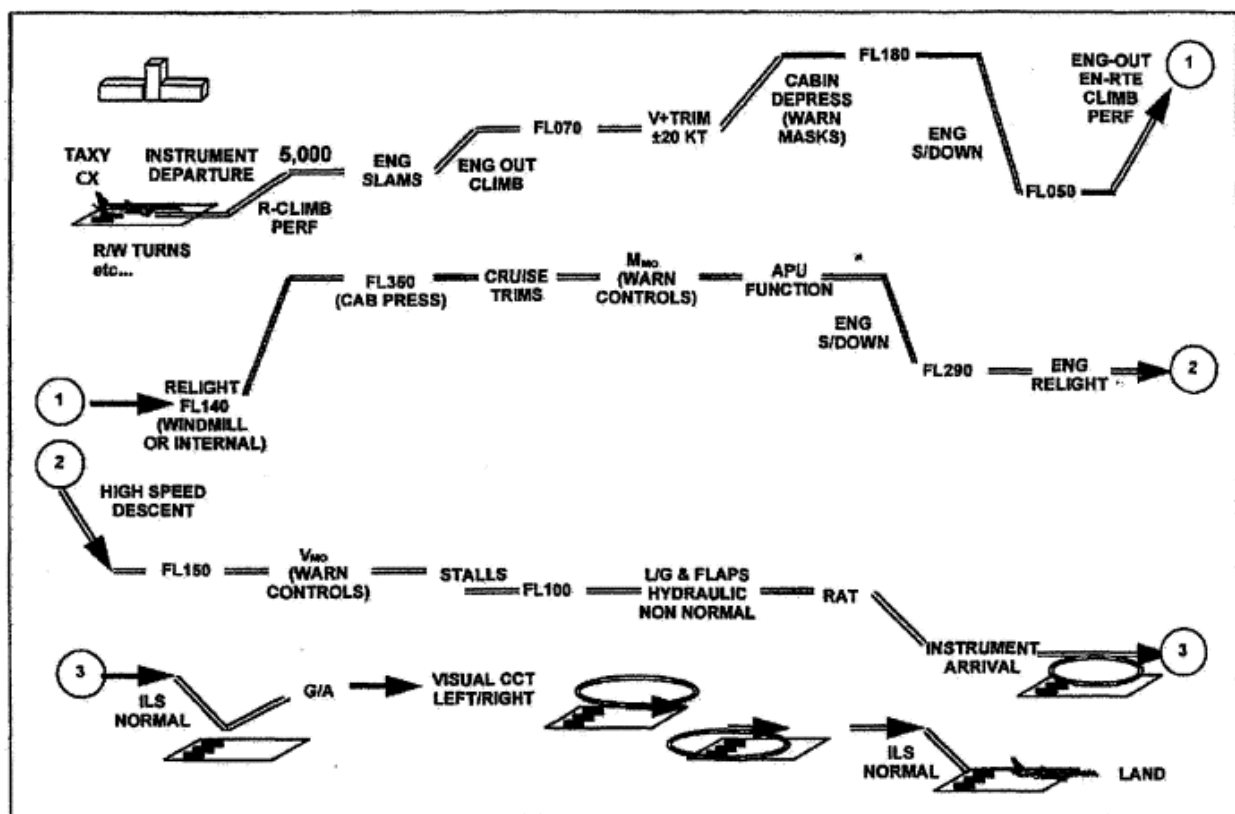 TAXY
CX
INSTRUMENT
DEPARTURE
R/W TURNS
etc...
R-CLIMB
PERF
5,000
ENG
SLAMS
ENG OUT
CLIMB
FL070
V+TRIM
±20 KT
CABIN
DEPRESS
(WARN
MASKS)
FL180
ENG
S/DOWN
FL050
ENG-OUT
EN-RTE
CLIMB
PERF
1
1
RELIGHT
FL140
(WINDMILL
OR INTERNAL)
FL350
(CAB PRESS)
CRUISE
TRIMS
MMO
(WARN
CONTROLS)
APU
FUNCTION
ENG
S/DOWN
FL290
ENG
RELIGHT
2
2
HIGH SPEED
DESCENT
FL150
VMO
(WARN
CONTROLS)
STALLS
FL100
L/G & FLAPS
HYDRAULIC
NON NORMAL
RAT
INSTRUMENT
ARRIVAL
3
3
ILS
NORMAL
G/A
VISUAL CCT
LEFT/RIGHT
ILS
NORMAL
LAND